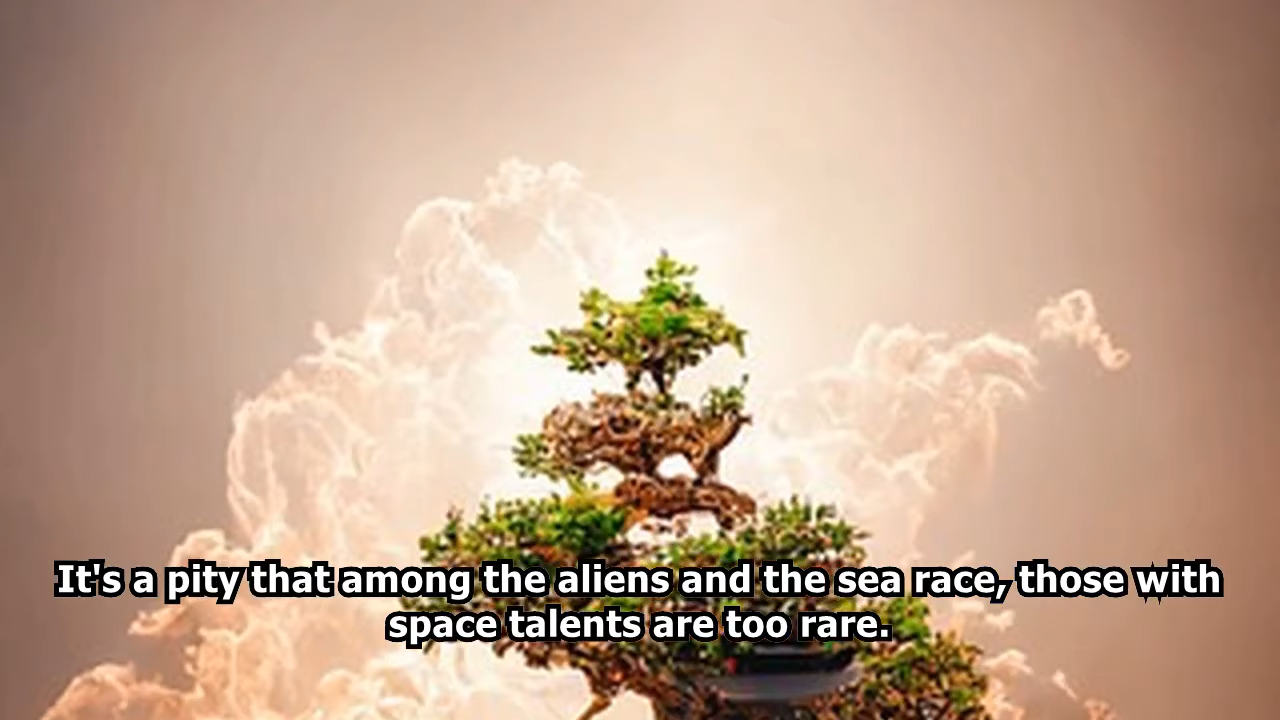 It's a pity that among the aliens and the sea race, those with
space talents are too rare.